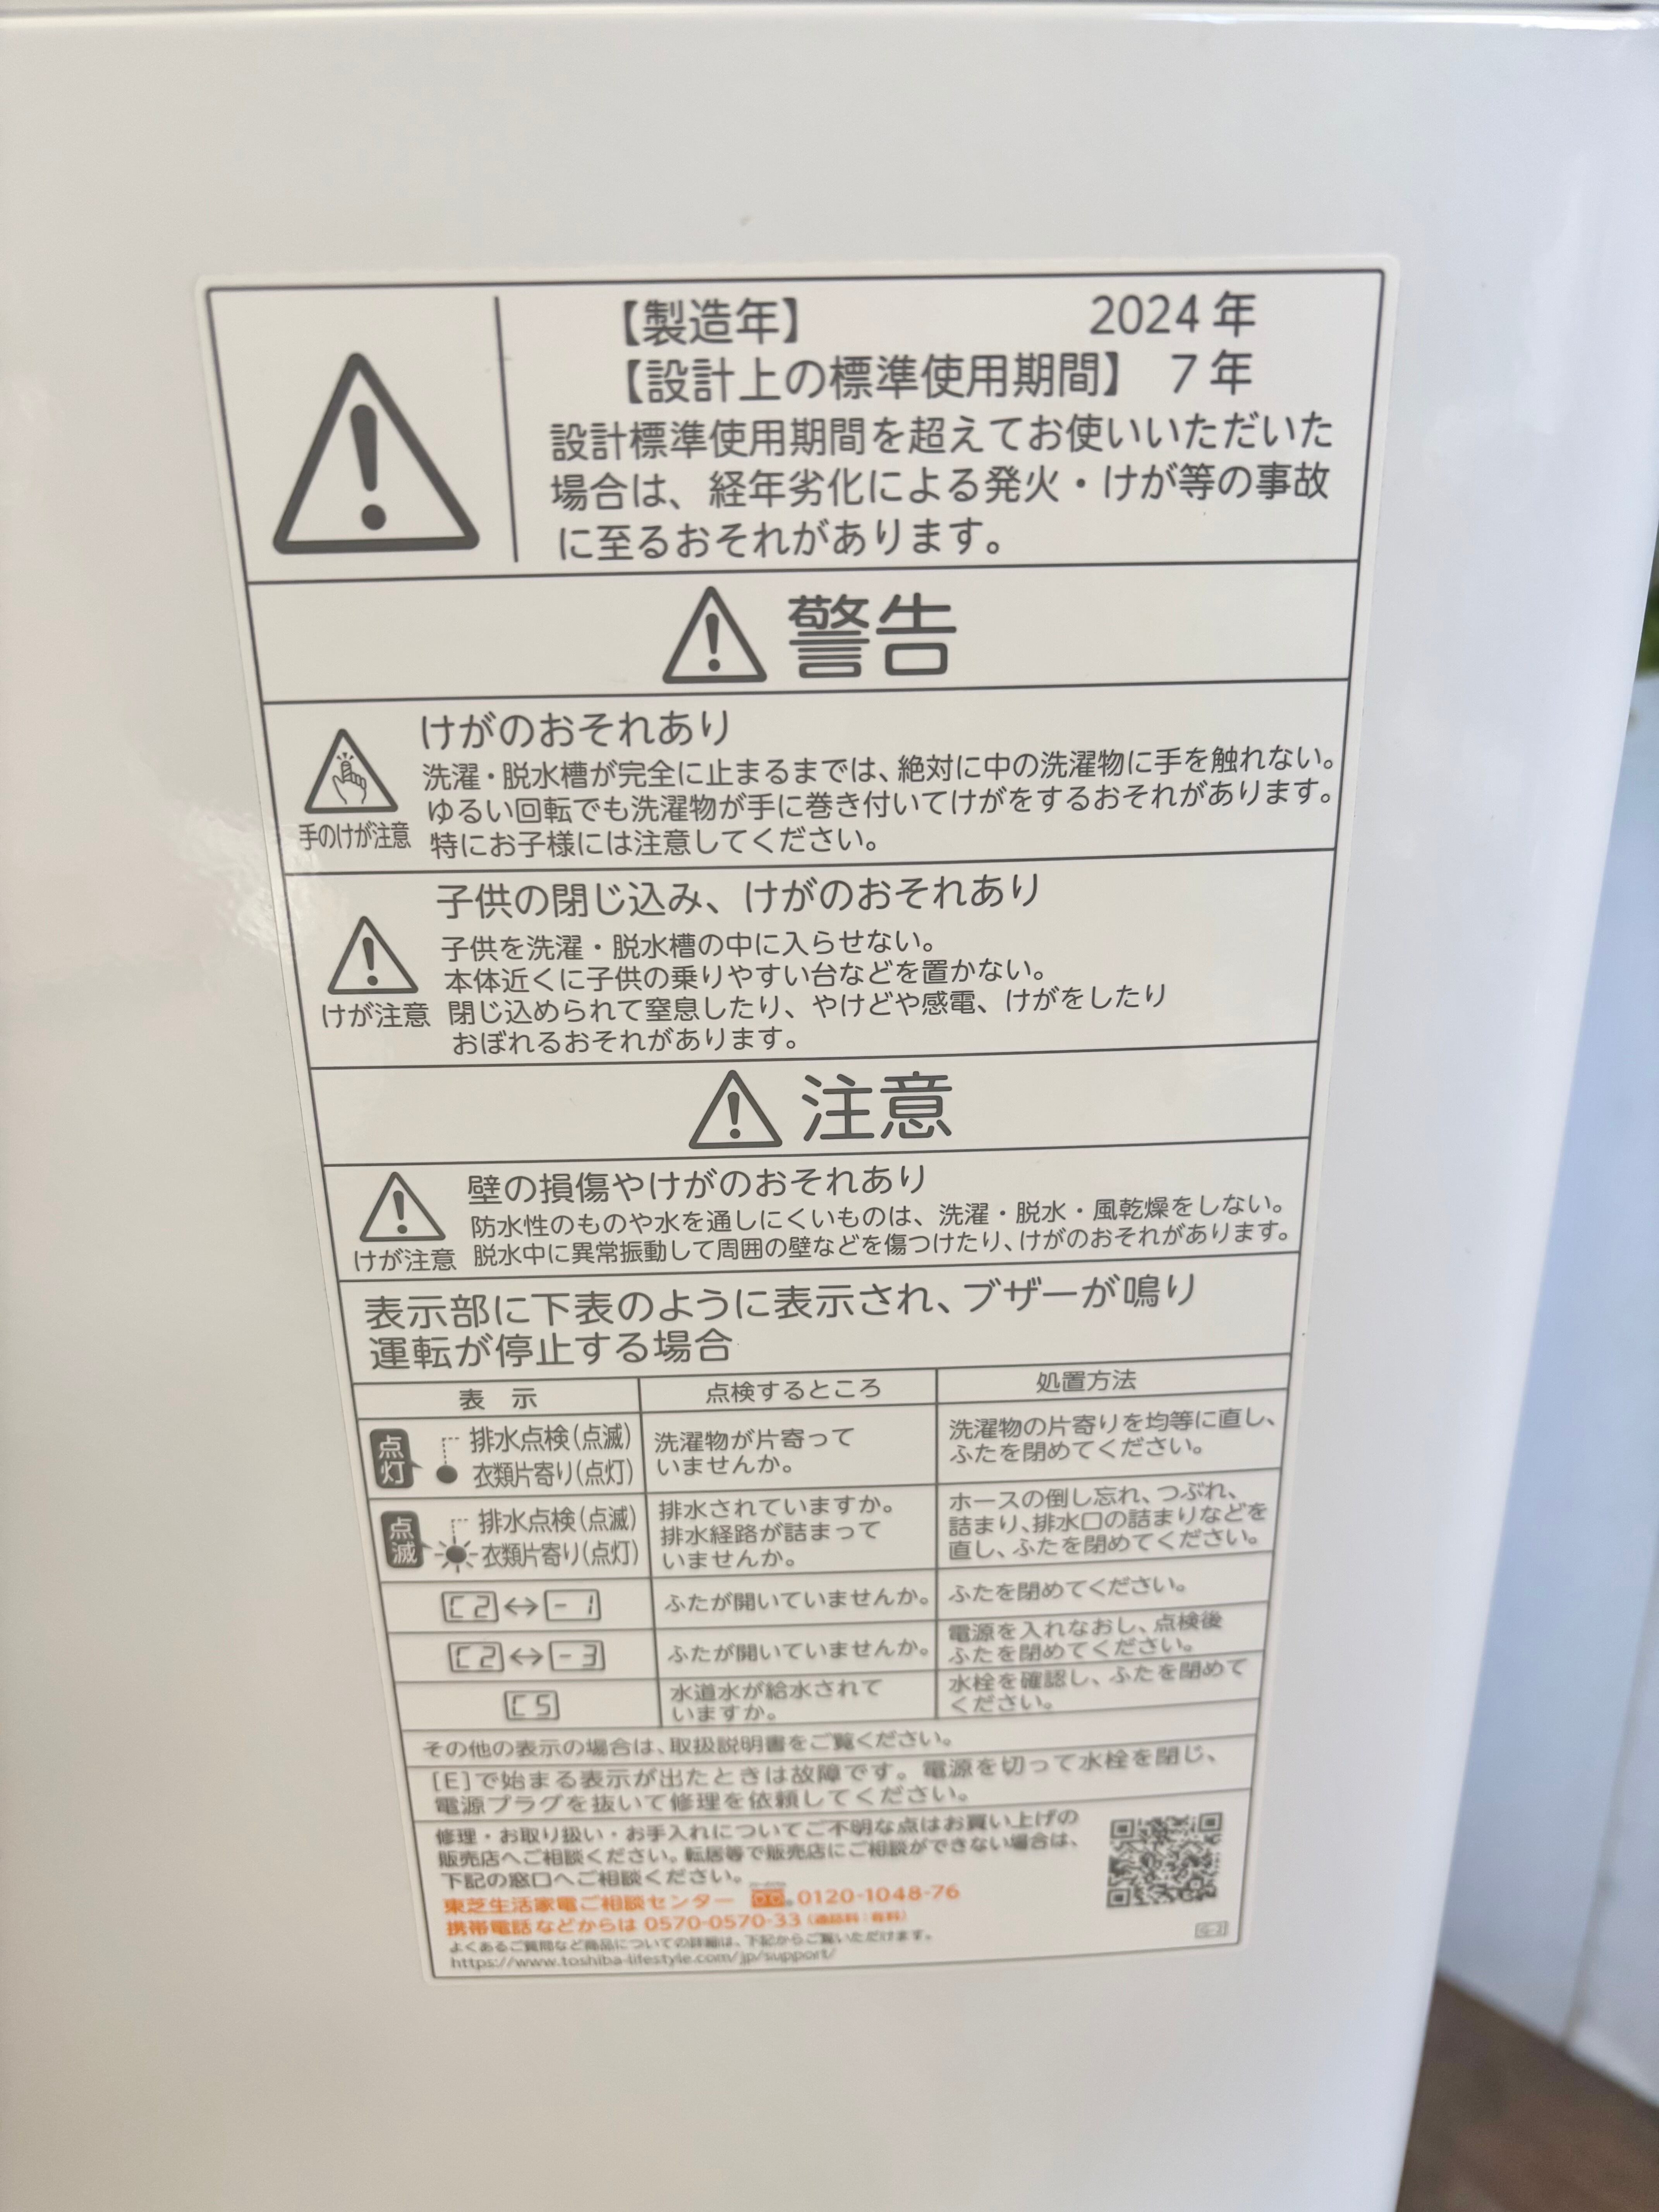 【製造年】 2024年
【設計上の標準使用期間】 7年
設計標準使用期間を超えてお使いいただいた
場合は、経年劣化による発火・けが等の事故
に至るおそれがあります。
警告
けがのおそれあり
洗濯・脱水槽が完全に止まるまでは、絶対に中の洗濯物に手を触れない。
ゆるい回転でも洗濯物が手に巻き付いてけがをするおそれがあります。
特にお子様には注意してください。
手のけが注意
子供の閉じ込み、けがのおそれあり
子供を洗濯・脱水槽の中に入らせない。
本体近くに子供の乗りやすい台などを置かない。
閉じ込められて窒息したり、やけどや感電、けがをしたり
おぼれるおそれがあります。
けが注意
注意
壁の損傷やけがのおそれあり
防水性のものや水を通しにくいものは、洗濯・脱水・風乾燥をしない。
脱水中に異常振動して周囲の壁などを傷つけたり、けがのおそれがあります。
けが注意
表示部に下表のように表示され、ブザーが鳴り
運転が停止する場合
表 示 点検するところ 処置方法
点灯
排水点検(点滅)
衣類片寄り(点灯)
洗濯物が片寄って
いませんか。
洗濯物の片寄りを均等に直し、
ふたを閉めてください。
点滅
排水点検(点滅)
衣類片寄り(点灯)
排水されていますか。
排水経路が詰まって
いませんか。
ホースの倒し忘れ、つぶれ、
詰まり、排水口の詰まりなどを
直し、ふたを閉めてください。
C2↔-1 ふたが開いていませんか。 ふたを閉めてください。
C2↔-3 ふたが開いていませんか。
電源を入れなおし、点検後
ふたを閉めてください。
C5
水道水が給水されて
いますか。
水栓を確認し、ふたを閉めて
ください。
その他の表示の場合は、取扱説明書をご覧ください。
[E]で始まる表示が出たときは故障です。電源を切って水栓を閉じ、
電源プラグを抜いて修理を依頼してください。
修理・お取り扱い・お手入れについてご不明な点はお買い上げの
販売店へご相談ください。転居等で販売店にご相談ができない場合は、
下記の窓口へご相談ください。
東芝生活家電ご相談センター 0120-1048-76
携帯電話などからは 0570-0570-33(通話料:有料)
よくあるご質問など商品についての詳細は、下記からご覧いただけます。
https://www.toshiba-lifestyle.com/jp/support/